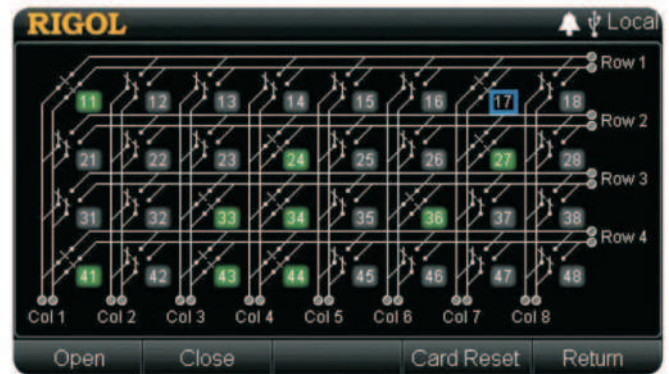 RIGOL Local
Row 1
11 12 13 14 15 16 17 18
Row 2
21 22 23 24 25 26 27 28
Row 3
31 32 33 34 35 36 37 38
Row 4
41 42 43 44 45 46 47 48
Col 1 Col 2 Col 3 Col 4 Col 5 Col 6 Col 7 Col 8
Open Close Card Reset Return